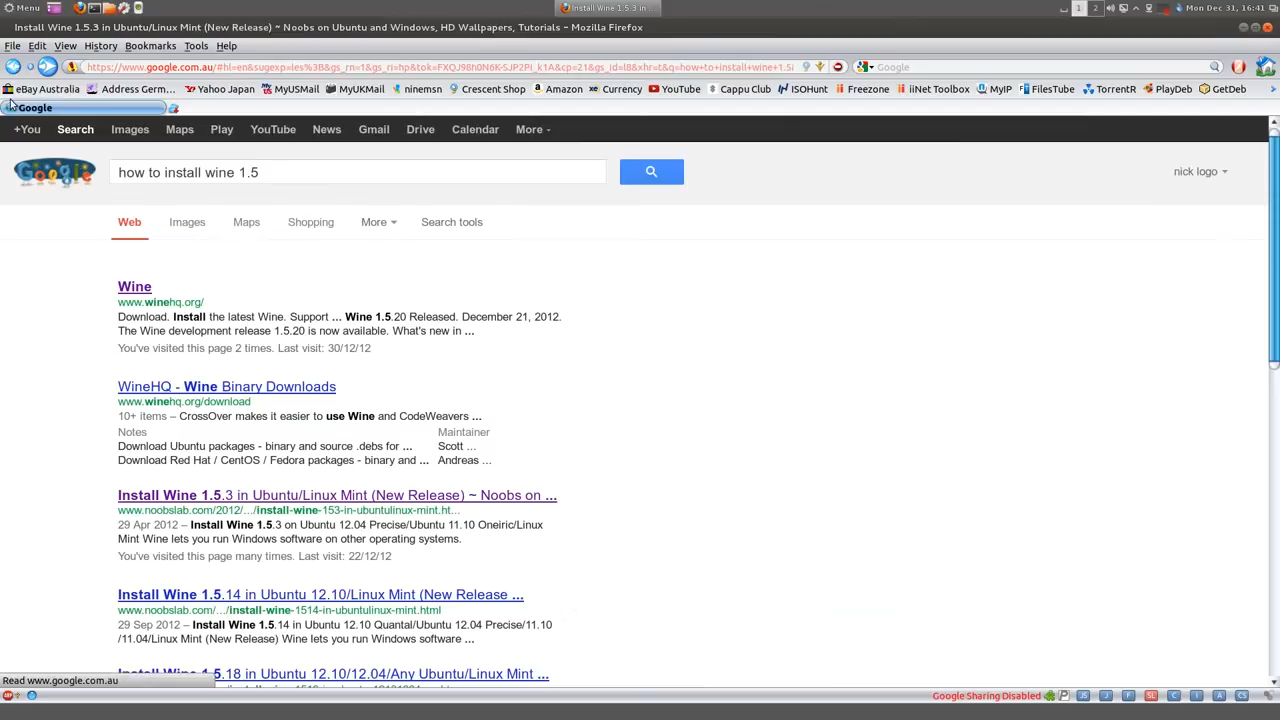 Menu
Install Wine 1.5.3 in ...
1
2
Mon Dec 31, 16:41
Install Wine 1.5.3 in Ubuntu/Linux Mint (New Release) ~ Noobs on Ubuntu and Windows, HD Wallpapers, Tutorials - Mozilla Firefox
File Edit View History Bookmarks Tools Help
Google
eBay Australia Address Germ... Yahoo Japan MyUSMail MyUKMail ninemsn Crescent Shop Amazon Currency YouTube Cappu Club ISOHunt Freezone iiNet Toolbox MyIP FilesTube TorrentR PlayDeb GetDeb
Google
+You Search Images Maps Play YouTube News Gmail Drive Calendar More
Google
how to install wine 1.5
nick logo
Web Images Maps Shopping More Search tools
Wine
www.winehq.org/
Download. Install the latest Wine. Support ... Wine 1.5.20 Released. December 21, 2012.
The Wine development release 1.5.20 is now available. What's new in ...
You've visited this page 2 times. Last visit: 30/12/12
WineHQ - Wine Binary Downloads
www.winehq.org/download
10+ items – CrossOver makes it easier to use Wine and CodeWeavers ...
Notes Maintainer
Download Ubuntu packages - binary and source .debs for ... Scott ...
Download Red Hat / CentOS / Fedora packages - binary and ... Andreas ...
Install Wine 1.5.3 in Ubuntu/Linux Mint (New Release) ~ Noobs on ...
www.noobslab.com/2012/.../install-wine-153-in-ubuntulinux-mint.ht...
29 Apr 2012 – Install Wine 1.5.3 on Ubuntu 12.04 Precise/Ubuntu 11.10 Oneiric/Linux
Mint Wine lets you run Windows software on other operating systems.
You've visited this page many times. Last visit: 22/12/12
Install Wine 1.5.14 in Ubuntu 12.10/Linux Mint (New Release ...
www.noobslab.com/.../install-wine-1514-in-ubuntulinux-mint.html
29 Sep 2012 – Install Wine 1.5.14 in Ubuntu 12.10 Quantal/Ubuntu 12.04 Precise/11.10
/11.04/Linux Mint (New Release) Wine lets you run Windows software ...
Install Wine 1.5.18 in Ubuntu 12.10/12.04/Any Ubuntu/Linux Mint ...
Read www.google.com.au
Google Sharing Disabled
JS J F SL C I A CS